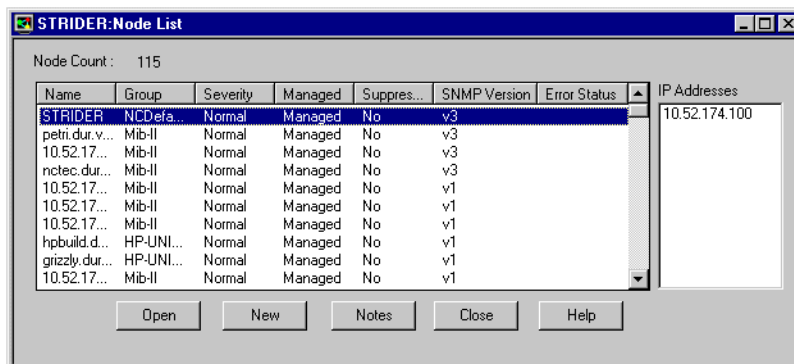 STRIDER:Node List
Node Count : 115
Name Group Severity Managed Suppres... SNMP Version Error Status IP Addresses
STRIDER NCDefa... Normal Managed No v3 10.52.174.100
petri.dur.v... Mib-II Normal Managed No v3
10.52.17... Mib-II Normal Managed No v3
nctec.dur... Mib-II Normal Managed No v3
10.52.17... Mib-II Normal Managed No v1
10.52.17... Mib-II Normal Managed No v1
10.52.17... Mib-II Normal Managed No v1
hpbuild.d... HP-UNI... Normal Managed No v1
grizzly.dur... HP-UNI... Normal Managed No v1
10.52.17... Mib-II Normal Managed No v1
Open New Notes Close Help